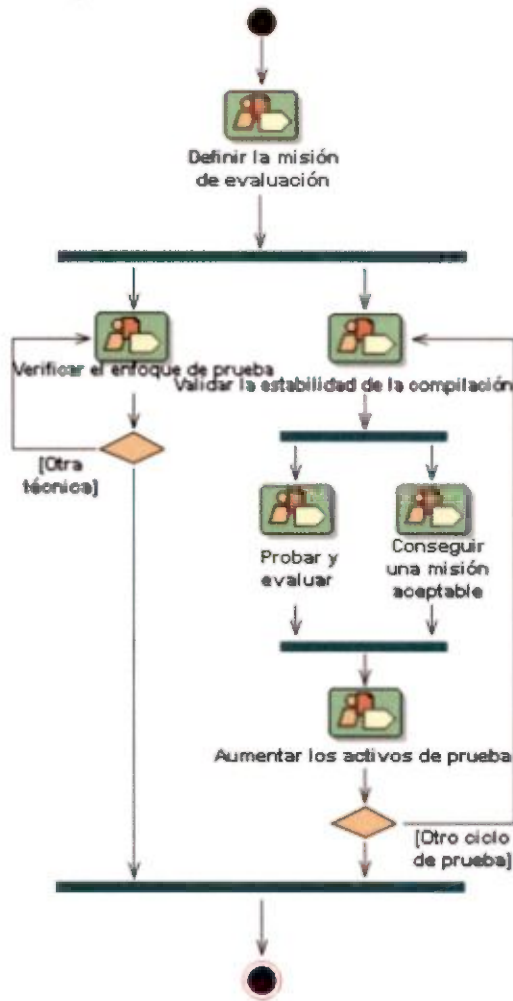 Definir la misión
de evaluación
Verificar el enfoque de prueba
Validar la estabilidad de la compilación
[Otra
técnica]
Probar y
evaluar
Conseguir
una misión
aceptable
Aumentar los activos de prueba
[Otro ciclo
de prueba]